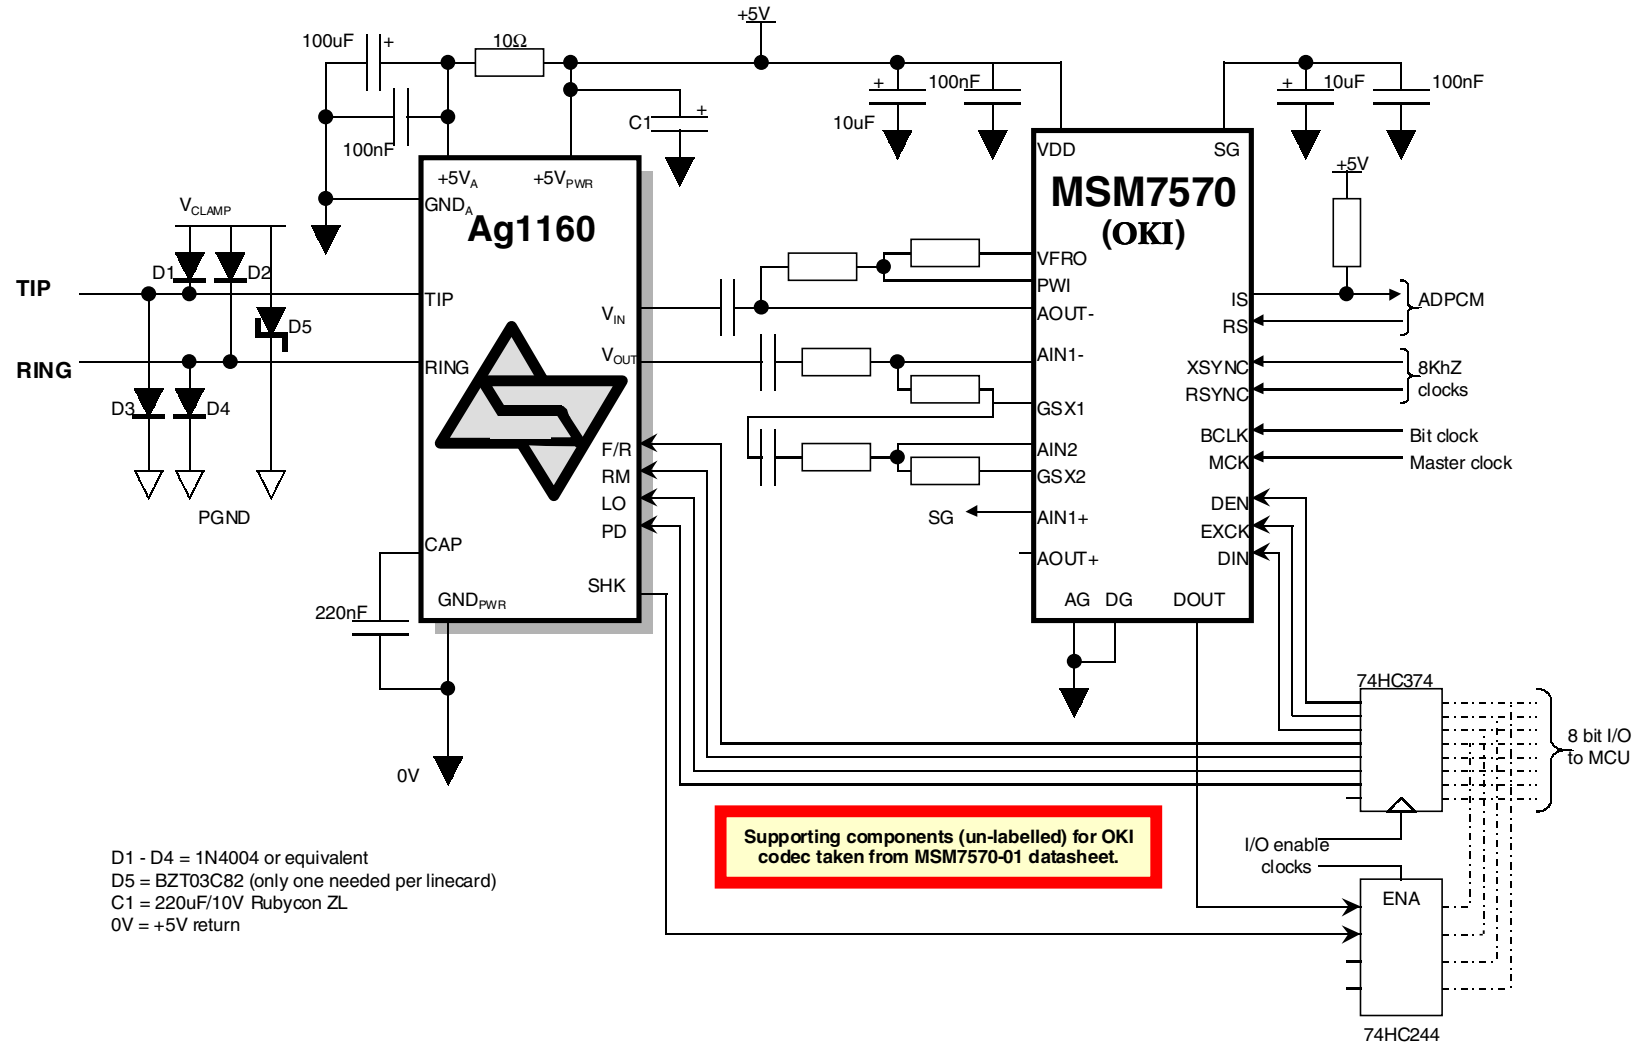 +5V
100uF
+
10Ω
100nF
C1
+
+
100nF
10uF
+
10uF
100nF
+5V
VDD
SG
MSM7570
(OKI)
+5VA
+5VPWR
GNDA
Ag1160
VCLAMP
D1
D2
D5
TIP
TIP
RING
RING
D3
D4
PGND
VIN
VOUT
F/R
RM
LO
PD
SHK
CAP
GNDPWR
220nF
0V
VFRO
PWI
AOUT-
AIN1-
GSX1
AIN2
GSX2
SG
AIN1+
AOUT+
AG
DG
DOUT
IS
RS
XSYNC
RSYNC
BCLK
MCK
DEN
EXCK
DIN
ADPCM
8KhZ
clocks
Bit clock
Master clock
74HC374
8 bit I/O
to MCU
I/O enable
clocks
ENA
74HC244
Supporting components (un-labelled) for OKI
codec taken from MSM7570-01 datasheet.
D1 - D4 = 1N4004 or equivalent
D5 = BZT03C82 (only one needed per linecard)
C1 = 220uF/10V Rubycon ZL
0V = +5V return